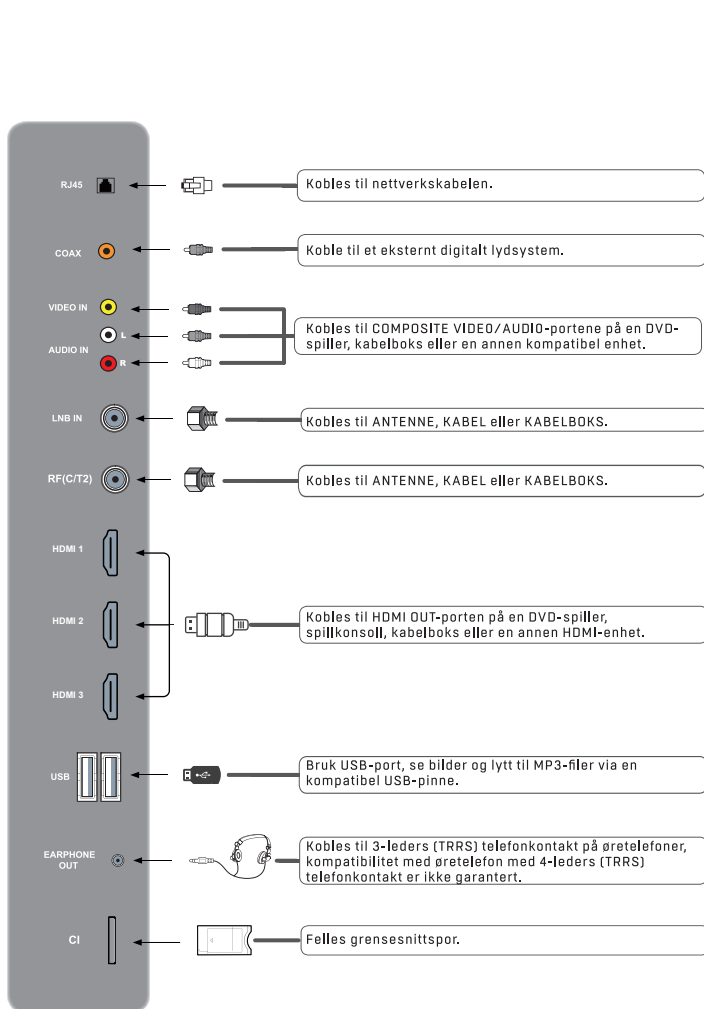 RJ45
Kobles til nettverkskabelen.
COAX
Koble til et eksternt digitalt lydsystem.
VIDEO IN
L
AUDIO IN
R
Kobles til COMPOSITE VIDEO/AUDIO-portene på en DVD-
spiller, kabelboks eller en annen kompatibel enhet.
LNB IN
Kobles til ANTENNE, KABEL eller KABELBOKS.
RF(C/T2)
Kobles til ANTENNE, KABEL eller KABELBOKS.
HDMI 1
HDMI 2
Kobles til HDMI OUT-porten på en DVD-spiller,
spillkonsoll, kabelboks eller en annen HDMI-enhet.
HDMI 3
USB
Bruk USB-port, se bilder og lytt til MP3-filer via en
kompatibel USB-pinne.
EARPHONE
OUT
Kobles til 3-leders (TRRS) telefonkontakt på øretelefoner,
kompatibilitet med øretelefon med 4-leders (TRRS)
telefonkontakt er ikke garantert.
CI
Felles grensesnittspor.